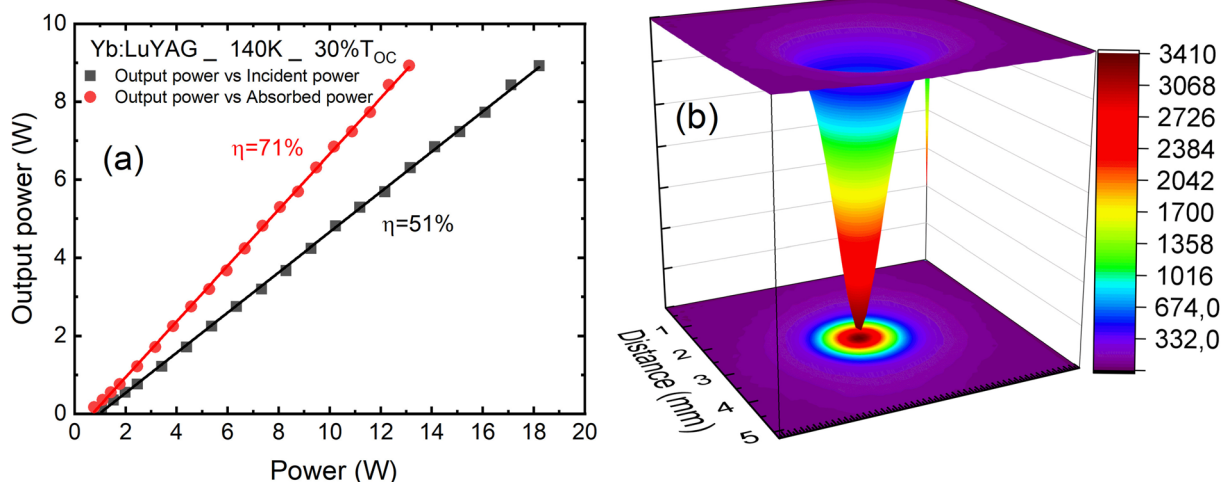 Yb:LuYAG _ 140K _ 30%TOC
Output power vs Incident power
Output power vs Absorbed power
(a)
η=71%
η=51%
Output power (W)
10
8
6
4
2
0
0 2 4 6 8 10 12 14 16 18 20
Power (W)
(b)
Distance (mm)
1
2
3
4
5
3410
3068
2726
2384
2042
1700
1358
1016
674,0
332,0